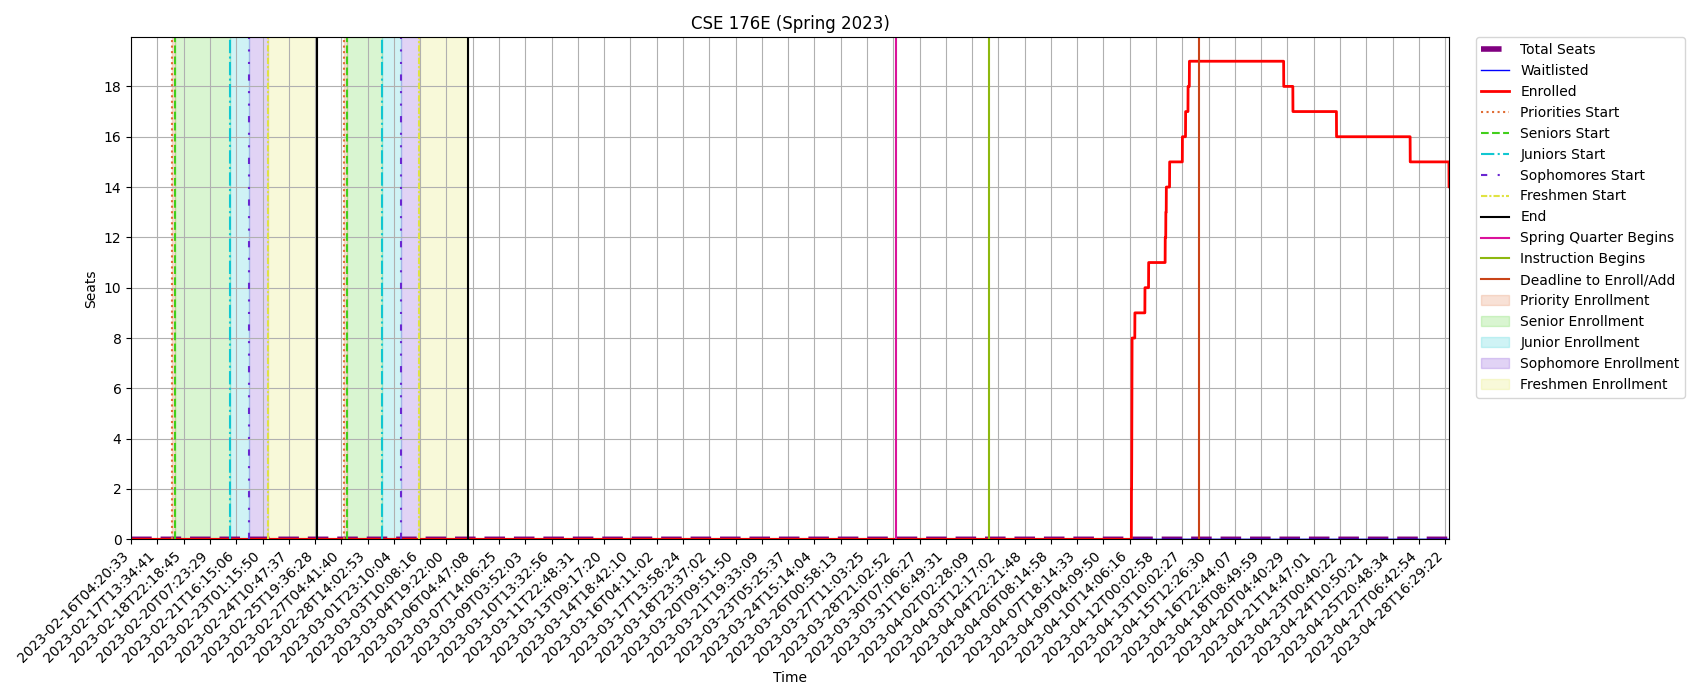 CSE 176E (Spring 2023)
Seats
18
16
14
12
10
8
6
4
2
0
2023-02-16T04:20:33
2023-02-17T13:34:41
2023-02-18T22:18:45
2023-02-20T07:23:29
2023-02-21T16:15:06
2023-02-23T01:15:50
2023-02-24T10:47:37
2023-02-25T19:36:28
2023-02-27T04:41:40
2023-02-28T14:02:53
2023-03-01T23:10:04
2023-03-03T10:08:16
2023-03-04T19:22:00
2023-03-06T04:47:08
2023-03-07T14:06:25
2023-03-09T03:52:03
2023-03-10T13:32:56
2023-03-11T22:48:31
2023-03-13T09:17:20
2023-03-14T18:42:10
2023-03-16T04:11:02
2023-03-17T13:58:24
2023-03-18T23:37:02
2023-03-20T09:51:50
2023-03-21T19:33:09
2023-03-23T05:25:37
2023-03-24T15:14:04
2023-03-26T00:58:13
2023-03-27T11:03:25
2023-03-28T21:02:52
2023-03-30T07:06:27
2023-03-31T16:49:31
2023-04-02T02:28:09
2023-04-03T12:17:02
2023-04-04T22:21:48
2023-04-06T08:14:58
2023-04-07T18:14:33
2023-04-09T04:09:50
2023-04-10T14:06:16
2023-04-12T00:02:58
2023-04-13T10:02:27
2023-04-15T12:26:30
2023-04-16T22:44:07
2023-04-18T08:49:59
2023-04-20T04:40:29
2023-04-21T14:47:01
2023-04-23T00:40:22
2023-04-24T10:50:21
2023-04-25T20:48:34
2023-04-27T06:42:54
2023-04-28T16:29:22
Time
Total Seats
Waitlisted
Enrolled
Priorities Start
Seniors Start
Juniors Start
Sophomores Start
Freshmen Start
End
Spring Quarter Begins
Instruction Begins
Deadline to Enroll/Add
Priority Enrollment
Senior Enrollment
Junior Enrollment
Sophomore Enrollment
Freshmen Enrollment